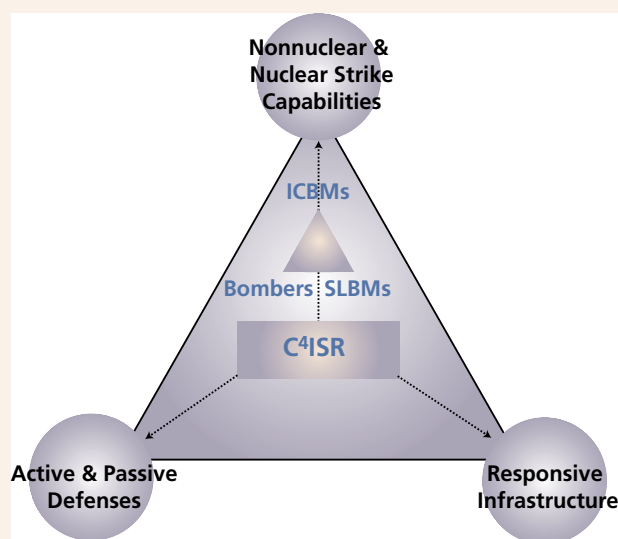 Nonnuclear &
Nuclear Strike
Capabilities
ICBMs
Bombers SLBMs
C⁴ISR
Active & Passive
Defenses
Responsive
Infrastructure